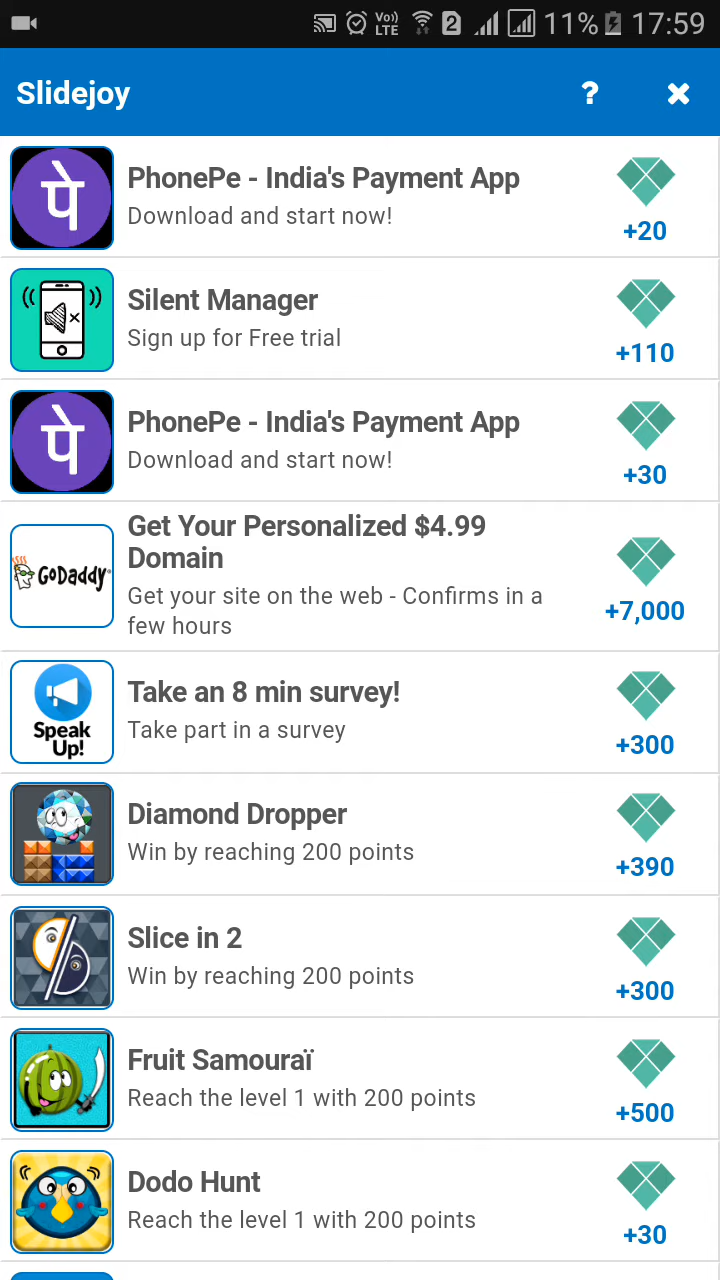 Vo))
LTE
2
11%
17:59
Slidejoy
?
पे
PhonePe - India's Payment App
Download and start now!
+20
Silent Manager
Sign up for Free trial
+110
पे
PhonePe - India's Payment App
Download and start now!
+30
GoDaddy
Get Your Personalized $4.99
Domain
Get your site on the web - Confirms in a
few hours
+7,000
Speak
Up!
Take an 8 min survey!
Take part in a survey
+300
Diamond Dropper
Win by reaching 200 points
+390
Slice in 2
Win by reaching 200 points
+300
Fruit Samouraï
Reach the level 1 with 200 points
+500
Dodo Hunt
Reach the level 1 with 200 points
+30